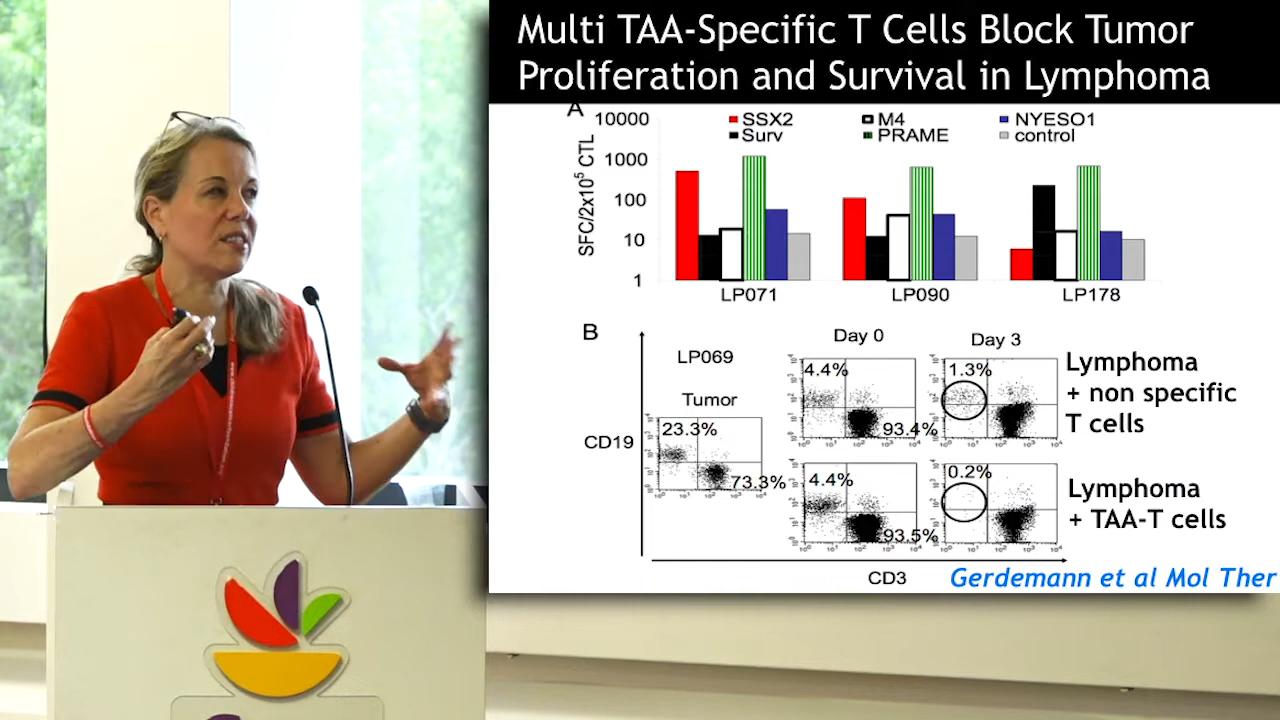 Multi TAA-Specific T Cells Block Tumor
Proliferation and Survival in Lymphoma
A
SSX2 M4 NYESO1
Surv PRAME control
SFC/2x10⁵ CTL
10000
1000
100
10
1
LP071 LP090 LP178
B
LP069
Day 0 Day 3
Tumor
CD19
23.3%
73.3%
4.4%
93.4%
1.3%
Lymphoma
+ non specific
T cells
4.4%
93.5%
0.2%
Lymphoma
+ TAA-T cells
CD3
Gerdemann et al Mol Ther